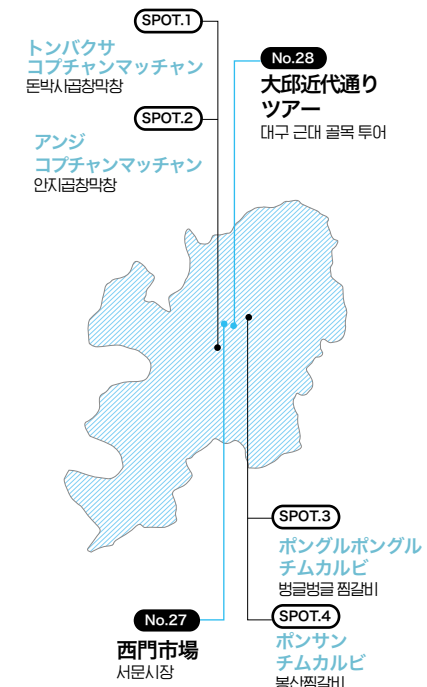 SPOT.1
トンバクサ
コプチャンマッチャン
돈박사곱창막창
No.28
大邱近代通り
ツアー
대구 근대 골목 투어
SPOT.2
アンジ
コプチャンマッチャン
안지곱창막창
SPOT.3
ポングルポングル
チムカルビ
벙글벙글 찜갈비
No.27
西門市場
서문시장
SPOT.4
ポンサン
チムカルビ
봉산찜갈비